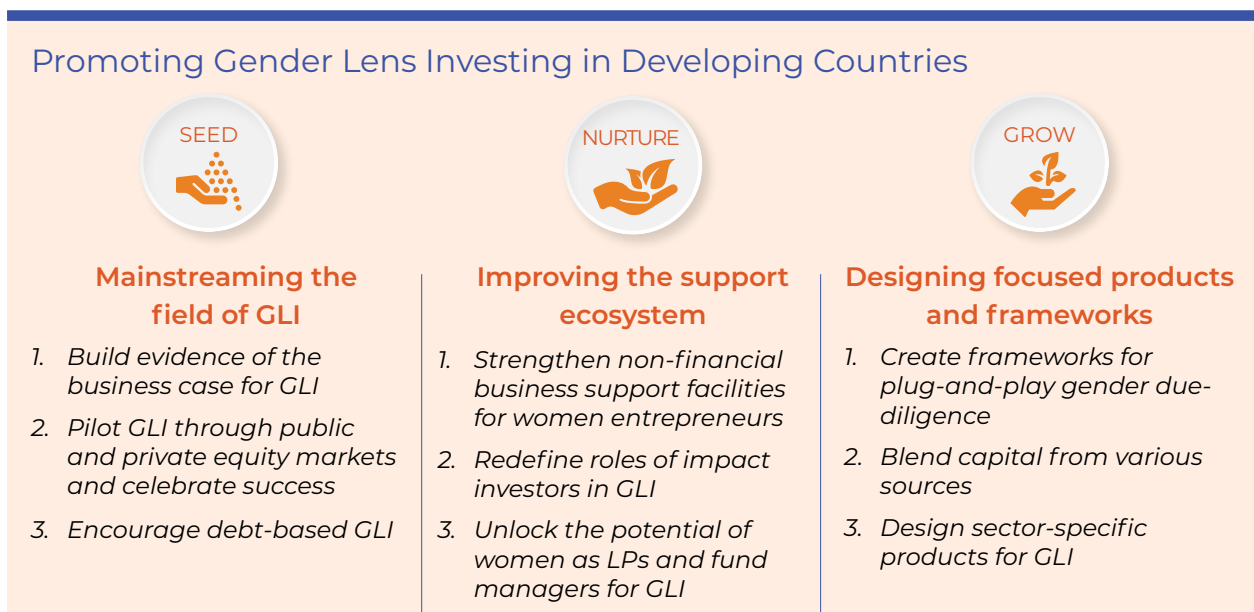 Promoting Gender Lens Investing in Developing Countries
SEED
NURTURE
GROW
Mainstreaming the
field of GLI
1. Build evidence of the
business case for GLI
2. Pilot GLI through public
and private equity markets
and celebrate success
3. Encourage debt-based GLI
Improving the support
ecosystem
1. Strengthen non-financial
business support facilities
for women entrepreneurs
2. Redefine roles of impact
investors in GLI
3. Unlock the potential of
women as LPs and fund
managers for GLI
Designing focused products
and frameworks
1. Create frameworks for
plug-and-play gender due-
diligence
2. Blend capital from various
sources
3. Design sector-specific
products for GLI